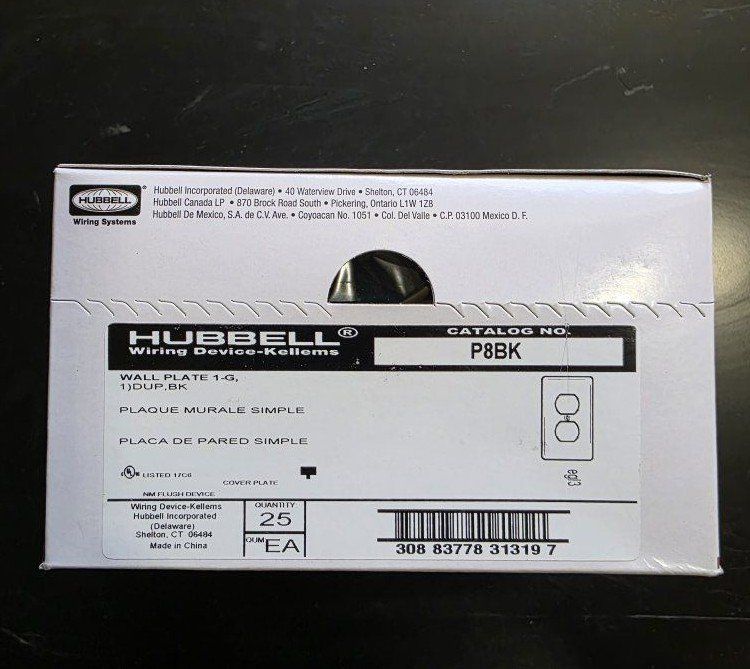 HUBBELL®
Wiring Systems
Hubbell Incorporated (Delaware) • 40 Waterview Drive • Shelton, CT 06484
Hubbell Canada LP • 870 Brock Road South • Pickering, Ontario L1W 1Z8
Hubbell De Mexico, S.A. de C.V. Ave. • Coyoacan No. 1051 • Col. Del Valle • C.P. 03100 Mexico D. F.
HUBBELL®
Wiring Device-Kellems
CATALOG NO.
P8BK
WALL PLATE 1-G,
1)DUP,BK
PLAQUE MURALE SIMPLE
PLACA DE PARED SIMPLE
LISTED 17C6
COVER PLATE
NM FLUSH DEVICE
Wiring Device-Kellems
Hubbell Incorporated
(Delaware)
Shelton, CT 06484
Made in China
QUANTITY
25
OUM
EA
308 83778 31319 7